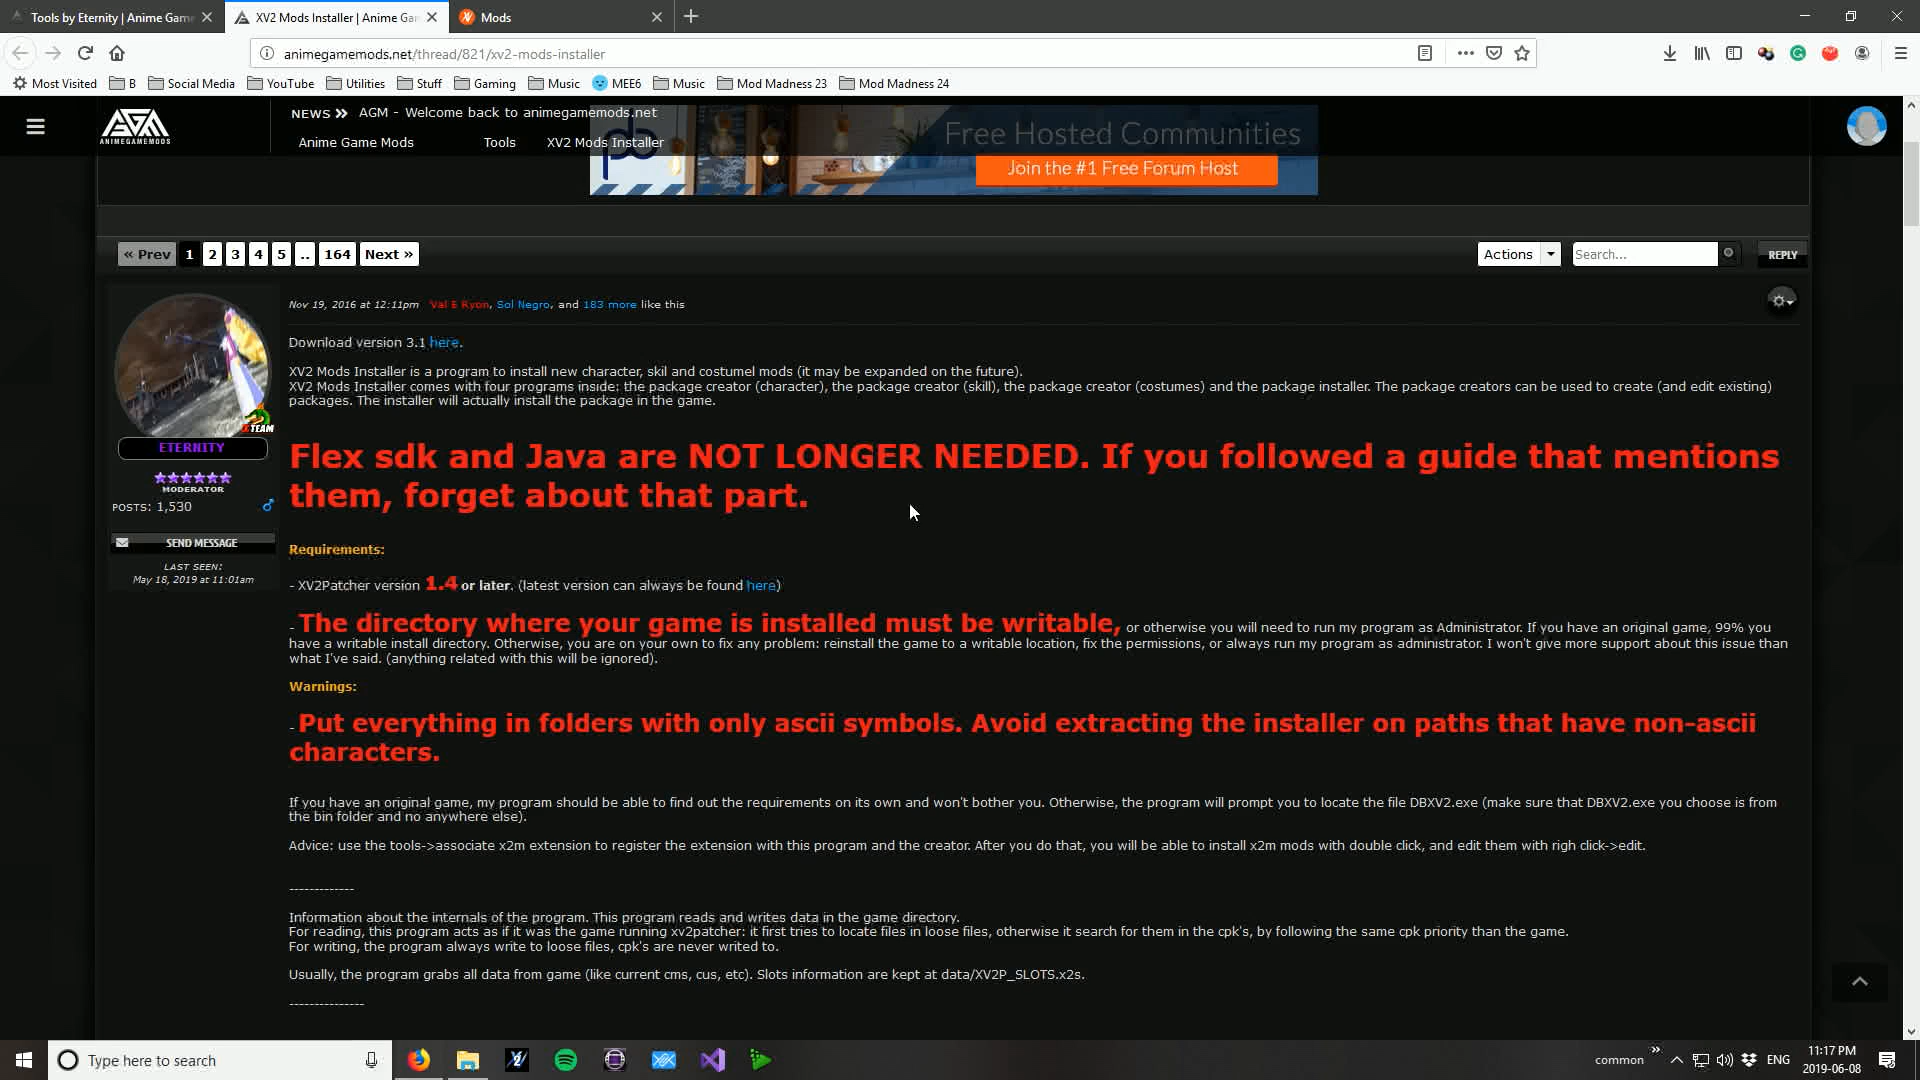 Tools by Eternity | Anime Game
XV2 Mods Installer | Anime Gam
Mods
animegamemods.net/thread/821/xv2-mods-installer
Most Visited
B
Social Media
YouTube
Utilities
Stuff
Gaming
Music
MEE6
Music
Mod Madness 23
Mod Madness 24
AGM
ANIMEGAMEMODS
NEWS
AGM - Welcome back to animegamemods.net
Anime Game Mods
Tools
XV2 Mods Installer
pb
Free Hosted Communities
Join the #1 Free Forum Host
« Prev 1 2 3 4 5 .. 164 Next »
Actions
Search...
REPLY
Nov 19, 2016 at 12:11pm Val E Ryon, Sol Negro, and 183 more like this
TEAM
ETERNITY
MODERATOR
POSTS: 1,530
SEND MESSAGE
LAST SEEN:
May 18, 2019 at 11:01am
Download version 3.1 here.
XV2 Mods Installer is a program to install new character, skil and costumel mods (it may be expanded on the future).
XV2 Mods Installer comes with four programs inside: the package creator (character), the package creator (skill), the package creator (costumes) and the package installer. The package creators can be used to create (and edit existing)
packages. The installer will actually install the package in the game.
Flex sdk and Java are NOT LONGER NEEDED. If you followed a guide that mentions
them, forget about that part.
Requirements:
- XV2Patcher version 1.4 or later. (latest version can always be found here)
- The directory where your game is installed must be writable, or otherwise you will need to run my program as Administrator. If you have an original game, 99% you
have a writable install directory. Otherwise, you are on your own to fix any problem: reinstall the game to a writable location, fix the permissions, or always run my program as administrator. I won't give more support about this issue than
what I've said. (anything related with this will be ignored).
Warnings:
- Put everything in folders with only ascii symbols. Avoid extracting the installer on paths that have non-ascii
characters.
If you have an original game, my program should be able to find out the requirements on its own and won't bother you. Otherwise, the program will prompt you to locate the file DBXV2.exe (make sure that DBXV2.exe you choose is from
the bin folder and no anywhere else).
Advice: use the tools->associate x2m extension to register the extension with this program and the creator. After you do that, you will be able to install x2m mods with double click, and edit them with righ click->edit.
-------------
Information about the internals of the program. This program reads and writes data in the game directory.
For reading, this program acts as if it was the game running xv2patcher: it first tries to locate files in loose files, otherwise it search for them in the cpk's, by following the same cpk priority than the game.
For writing, the program always write to loose files, cpk's are never writed to.
Usually, the program grabs all data from game (like current cms, cus, etc). Slots information are kept at data/XV2P_SLOTS.x2s.
---------------
Type here to search
common
ENG
11:17 PM
2019-06-08